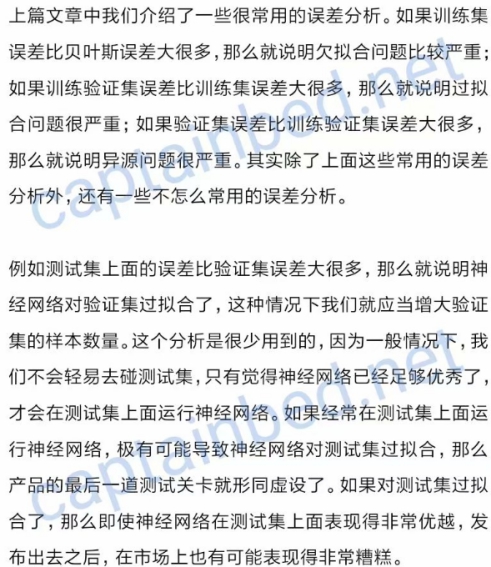 上篇文章中我们介绍了一些很常用的误差分析。如果训练集
误差比贝叶斯误差大很多，那么就说明欠拟合问题比较严重；
如果训练验证集误差比训练集误差大很多，那么就说明过拟
合问题很严重；如果验证集误差比训练验证集误差大很多，
那么就说明异源问题很严重。其实除了上面这些常用的误差
分析外，还有一些不怎么常用的误差分析。
例如测试集上面的误差比验证集误差大很多，那么就说明神
经网络对验证集过拟合了，这种情况下我们就应当增大验证
集的样本数量。这个分析是很少用到的，因为一般情况下，我
们不会轻易去碰测试集，只有觉得神经网络已经足够优秀了，
才会在测试集上面运行神经网络。如果经常在测试集上面运
行神经网络，极有可能导致神经网络对测试集过拟合，那么
产品的最后一道测试关卡就形同虚设了。如果对测试集过拟
合了，那么即使神经网络在测试集上面表现得非常优越，发
布出去之后，在市场上也有可能表现得非常糟糕。
captainbed.net
captainbed.net